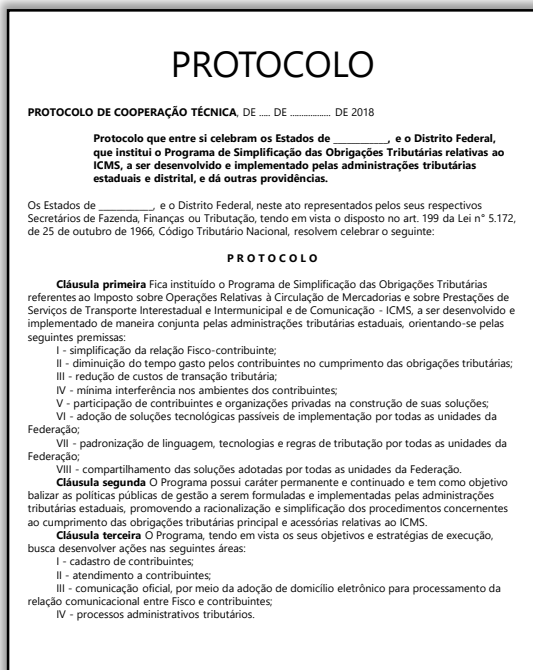 PROTOCOLO
PROTOCOLO DE COOPERAÇÃO TÉCNICA, DE ..... DE ................. DE 2018
Protocolo que entre si celebram os Estados de ___________, e o Distrito Federal,
que institui o Programa de Simplificação das Obrigações Tributárias relativas ao
ICMS, a ser desenvolvido e implementado pelas administrações tributárias
estaduais e distrital, e dá outras providências.
Os Estados de ___________, e o Distrito Federal, neste ato representados pelos seus respectivos
Secretários de Fazenda, Finanças ou Tributação, tendo em vista o disposto no art. 199 da Lei n° 5.172,
de 25 de outubro de 1966, Código Tributário Nacional, resolvem celebrar o seguinte:
P R O T O C O L O
Cláusula primeira Fica instituído o Programa de Simplificação das Obrigações Tributárias
referentes ao Imposto sobre Operações Relativas à Circulação de Mercadorias e sobre Prestações de
Serviços de Transporte Interestadual e Intermunicipal e de Comunicação - ICMS, a ser desenvolvido e
implementado de maneira conjunta pelas administrações tributárias estaduais, orientando-se pelas
seguintes premissas:
I - simplificação da relação Fisco-contribuinte;
II - diminuição do tempo gasto pelos contribuintes no cumprimento das obrigações tributárias;
III - redução de custos de transação tributária;
IV - mínima interferência nos ambientes dos contribuintes;
V - participação de contribuintes e organizações privadas na construção de suas soluções;
VI - adoção de soluções tecnológicas passíveis de implementação por todas as unidades da
Federação;
VII - padronização de linguagem, tecnologias e regras de tributação por todas as unidades da
Federação;
VIII - compartilhamento das soluções adotadas por todas as unidades da Federação.
Cláusula segunda O Programa possui caráter permanente e continuado e tem como objetivo
balizar as políticas públicas de gestão a serem formuladas e implementadas pelas administrações
tributárias estaduais, promovendo a racionalização e simplificação dos procedimentos concernentes
ao cumprimento das obrigações tributárias principal e acessórias relativas ao ICMS.
Cláusula terceira O Programa, tendo em vista os seus objetivos e estratégias de execução,
busca desenvolver ações nas seguintes áreas:
I - cadastro de contribuintes;
II - atendimento a contribuintes;
III - comunicação oficial, por meio da adoção de domicílio eletrônico para processamento da
relação comunicacional entre Fisco e contribuintes;
IV - processos administrativos tributários.